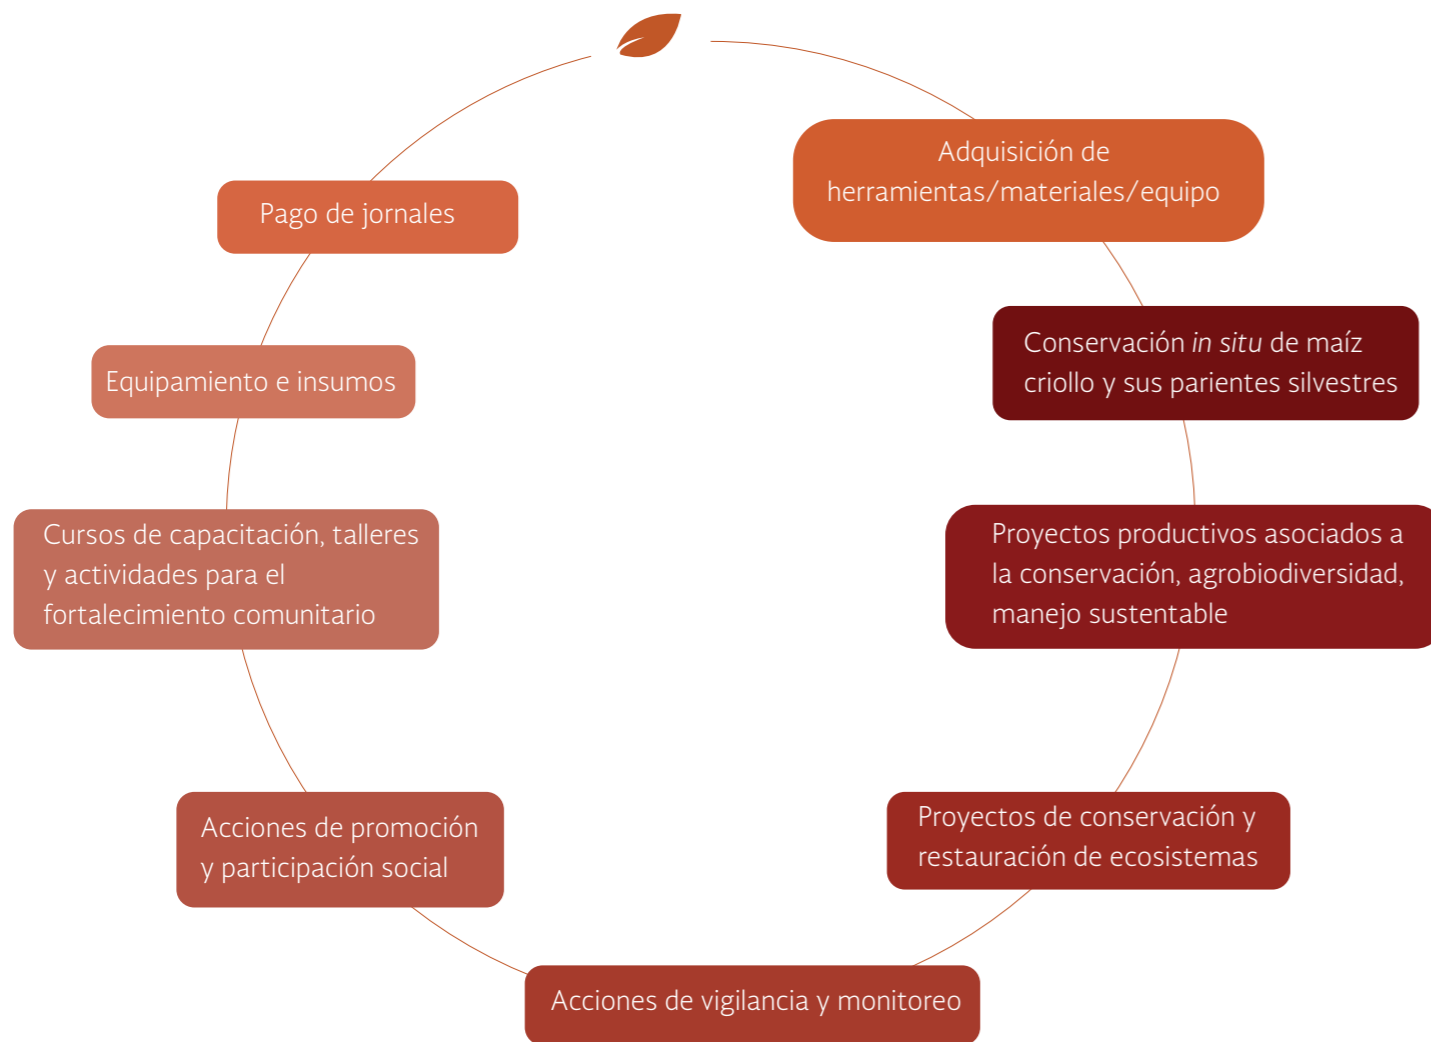 Adquisición de
herramientas/materiales/equipo
Pago de jornales
Conservación in situ de maíz
criollo y sus parientes silvestres
Equipamiento e insumos
Proyectos productivos asociados a
la conservación, agrobiodiversidad,
manejo sustentable
Cursos de capacitación, talleres
y actividades para el
fortalecimiento comunitario
Proyectos de conservación y
restauración de ecosistemas
Acciones de promoción
y participación social
Acciones de vigilancia y monitoreo